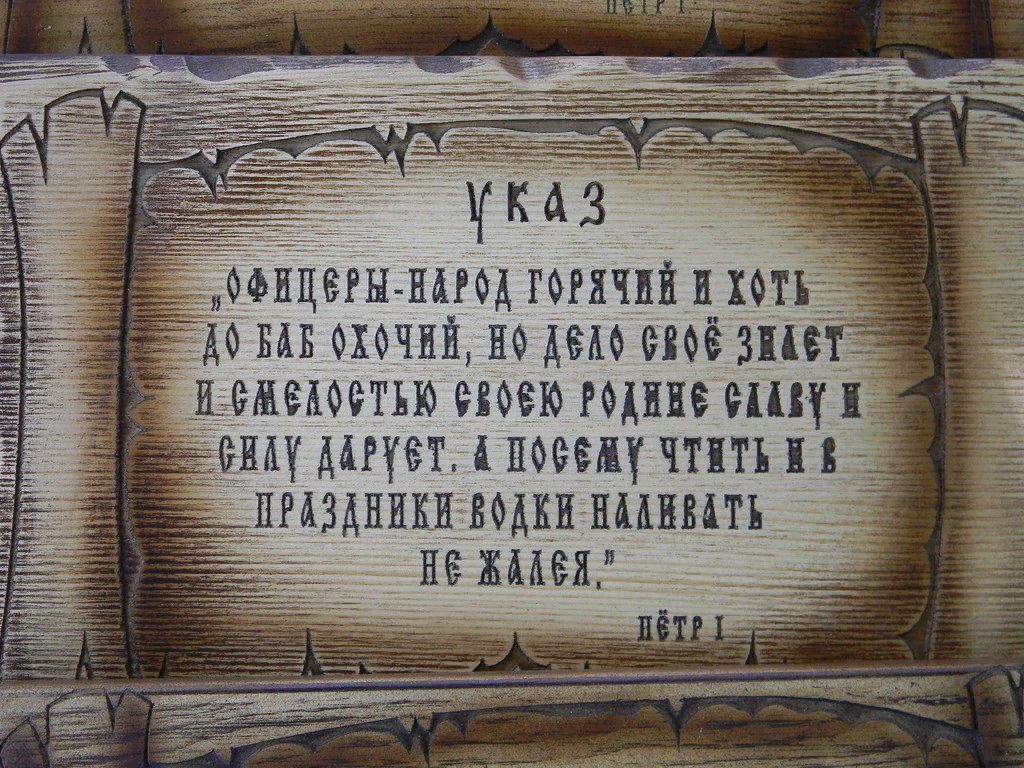 ПЁТР I
УКАЗ
„ОФИЦЕРЫ-НАРОД ГОРЯЧИЙ И ХОТЬ
ДО БАБ ОХОЧИЙ, НО ДЕЛО СВОЁ ЗНАЕТ
И СМЕЛОСТЬЮ СВОЕЮ РОДИНЕ СЛАВУ И
СИЛУ ДАРУЕТ. А ПОСЕМУ ЧТИТЬ И В
ПРАЗДНИКИ ВОДКИ НАЛИВАТЬ
НЕ ЖАЛЕЯ."
ПЁТР I